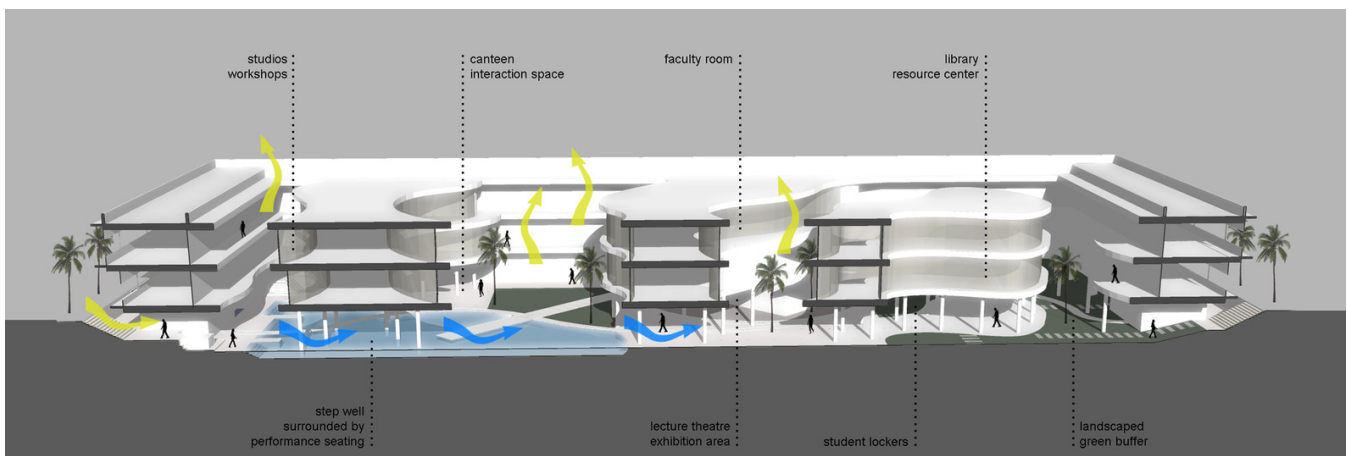 studios
workshops
canteen
interaction space
faculty room
library
resource center
step well
surrounded by
performance seating
lecture theatre
exhibition area
student lockers
landscaped
green buffer